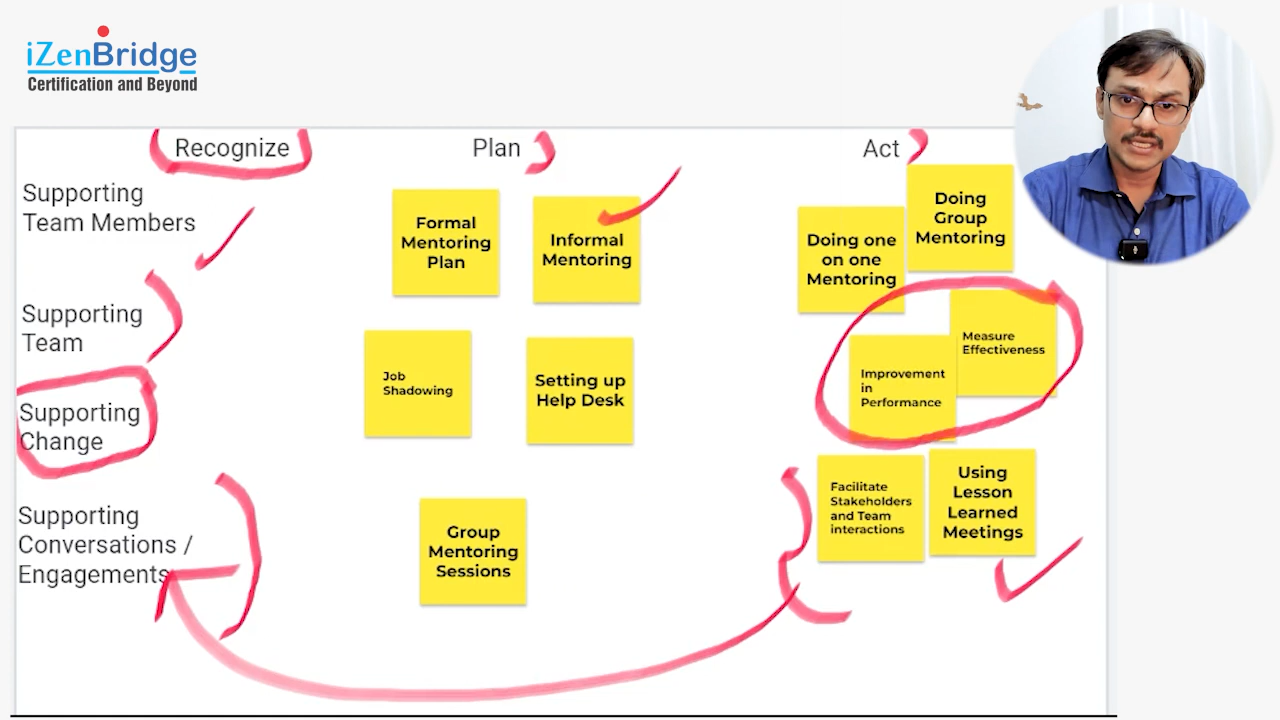 iZenBridge
Certification and Beyond
Recognize
Plan
Act
Supporting
Team Members
Formal
Mentoring
Plan
Informal
Mentoring
Doing one
on one
Mentoring
Doing
Group
Mentoring
Supporting
Team
Job
Shadowing
Setting up
Help Desk
Improvement
in
Performance
Measure
Effectiveness
Supporting
Change
Supporting
Conversations /
Engagements
Group
Mentoring
Sessions
Facilitate
Stakeholders
and Team
interactions
Using
Lesson
Learned
Meetings